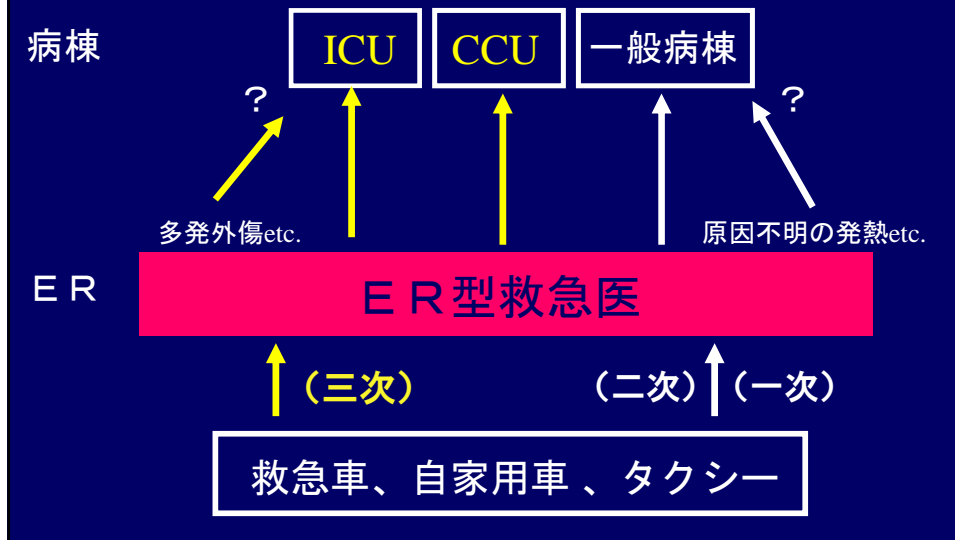 病棟 ICU CCU 一般病棟
? ?
多発外傷etc. 原因不明の発熱etc.
ER ER型救急医
(三次) (二次) (一次)
救急車、自家用車 、タクシー